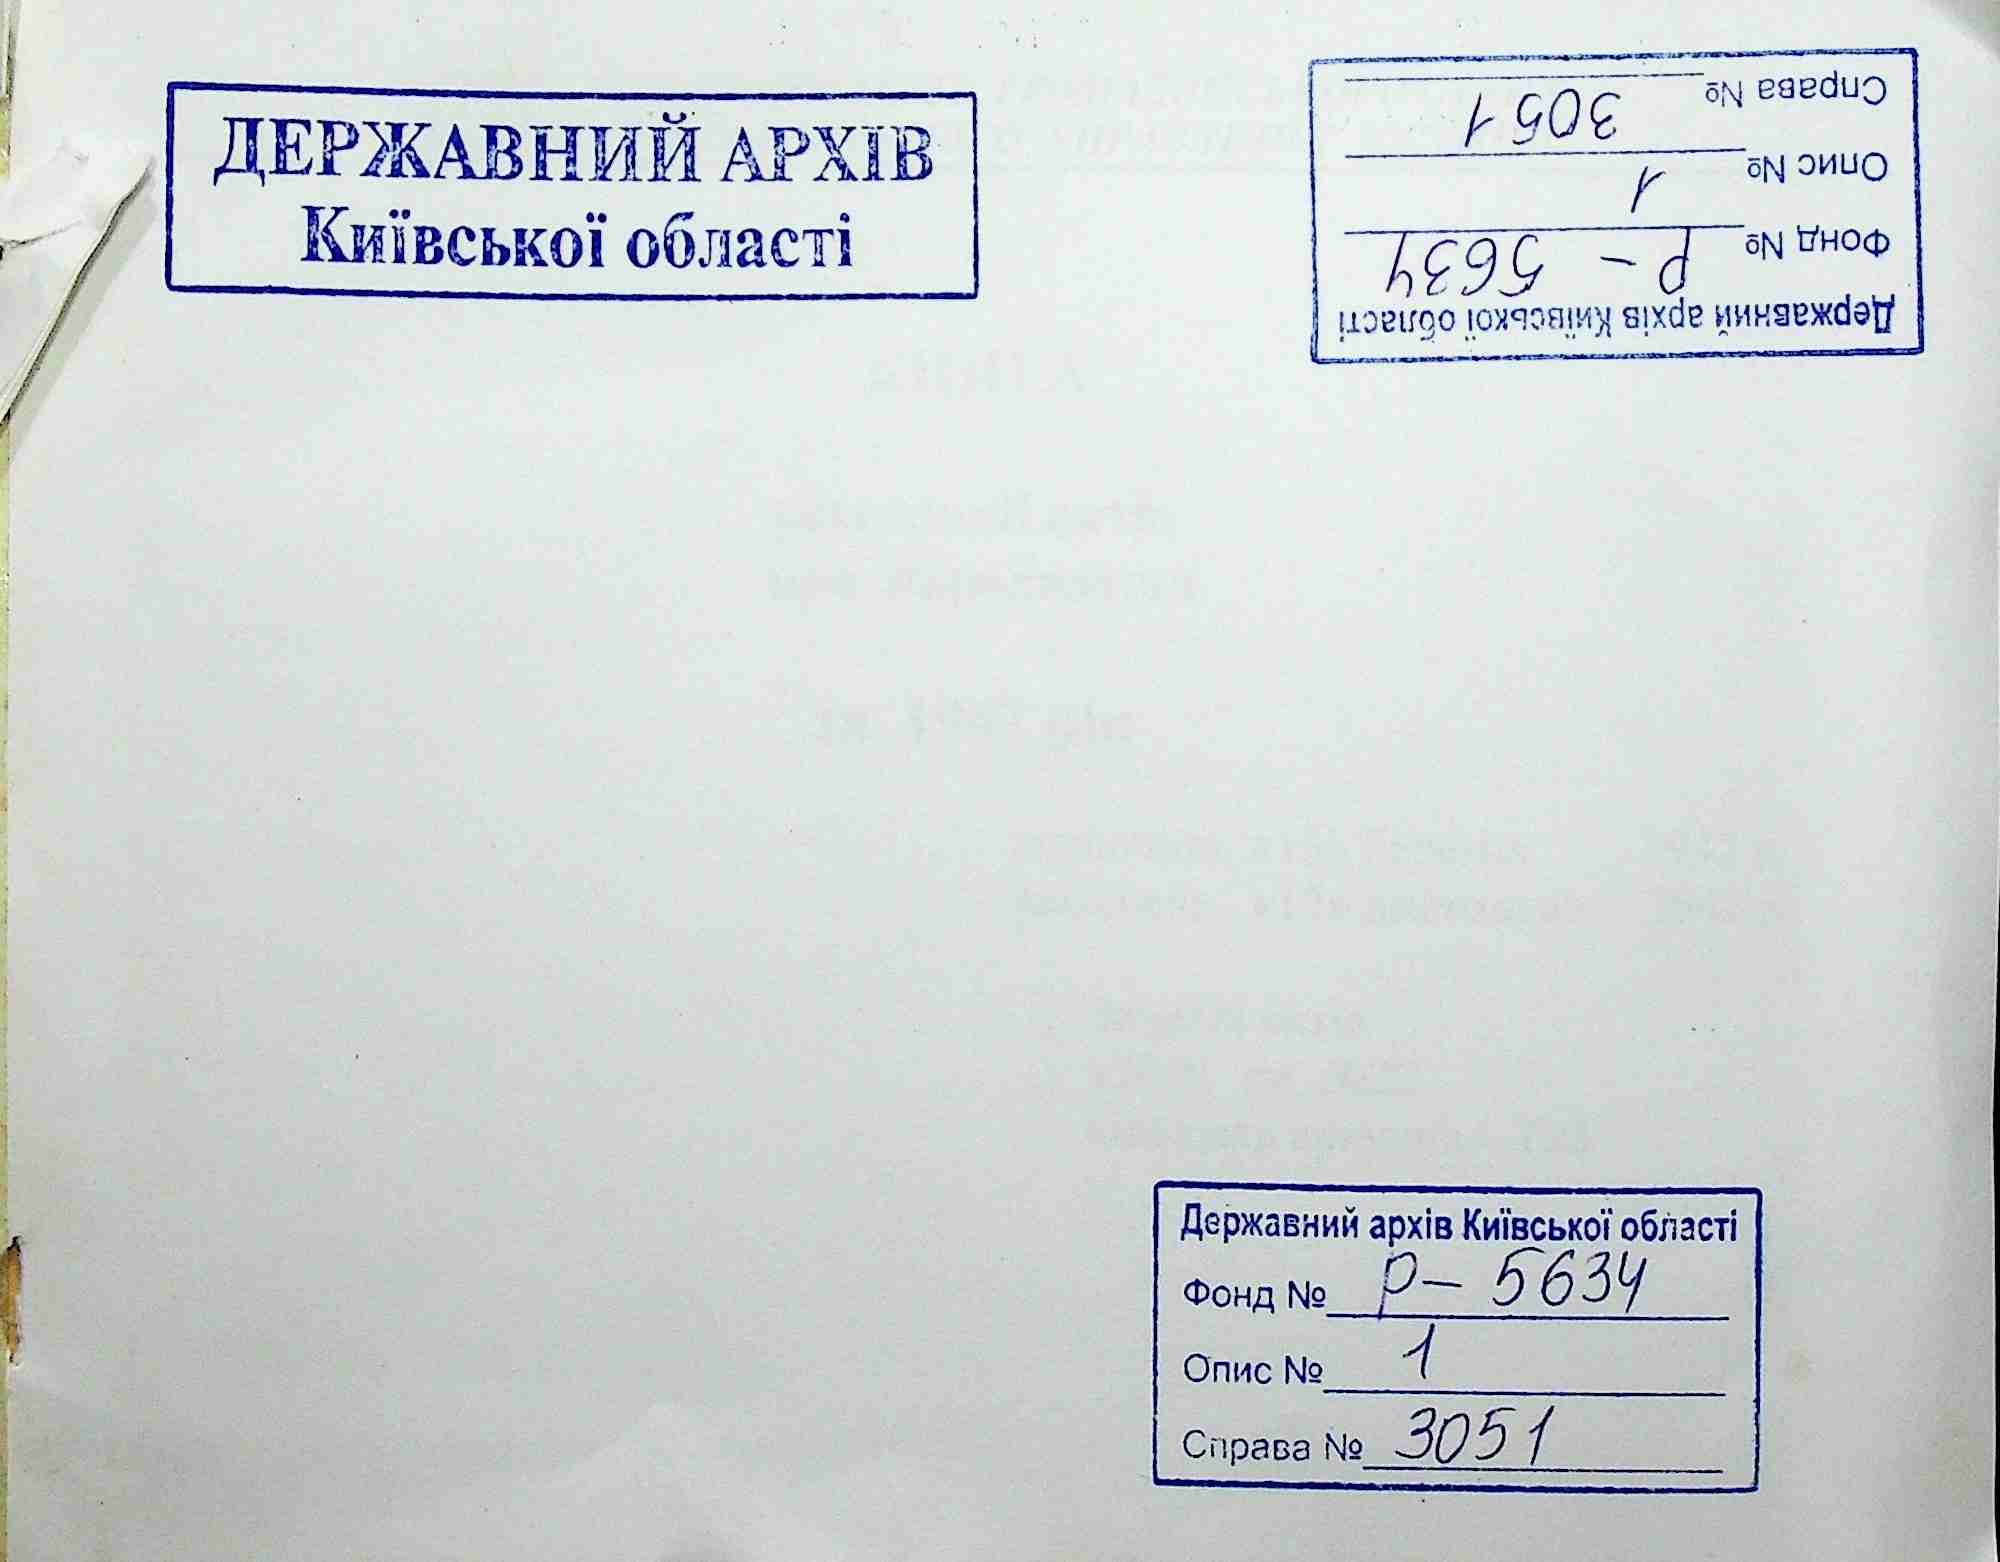 ДЕРЖАВНИЙ АРХІВ
Київської області
Державний архів Київської області
Фонд № Р - 5634
Опис № 1
Справа № 3051
Державний архів Київської області
Фонд № Р - 5634
Опис № 1
Справа № 3051